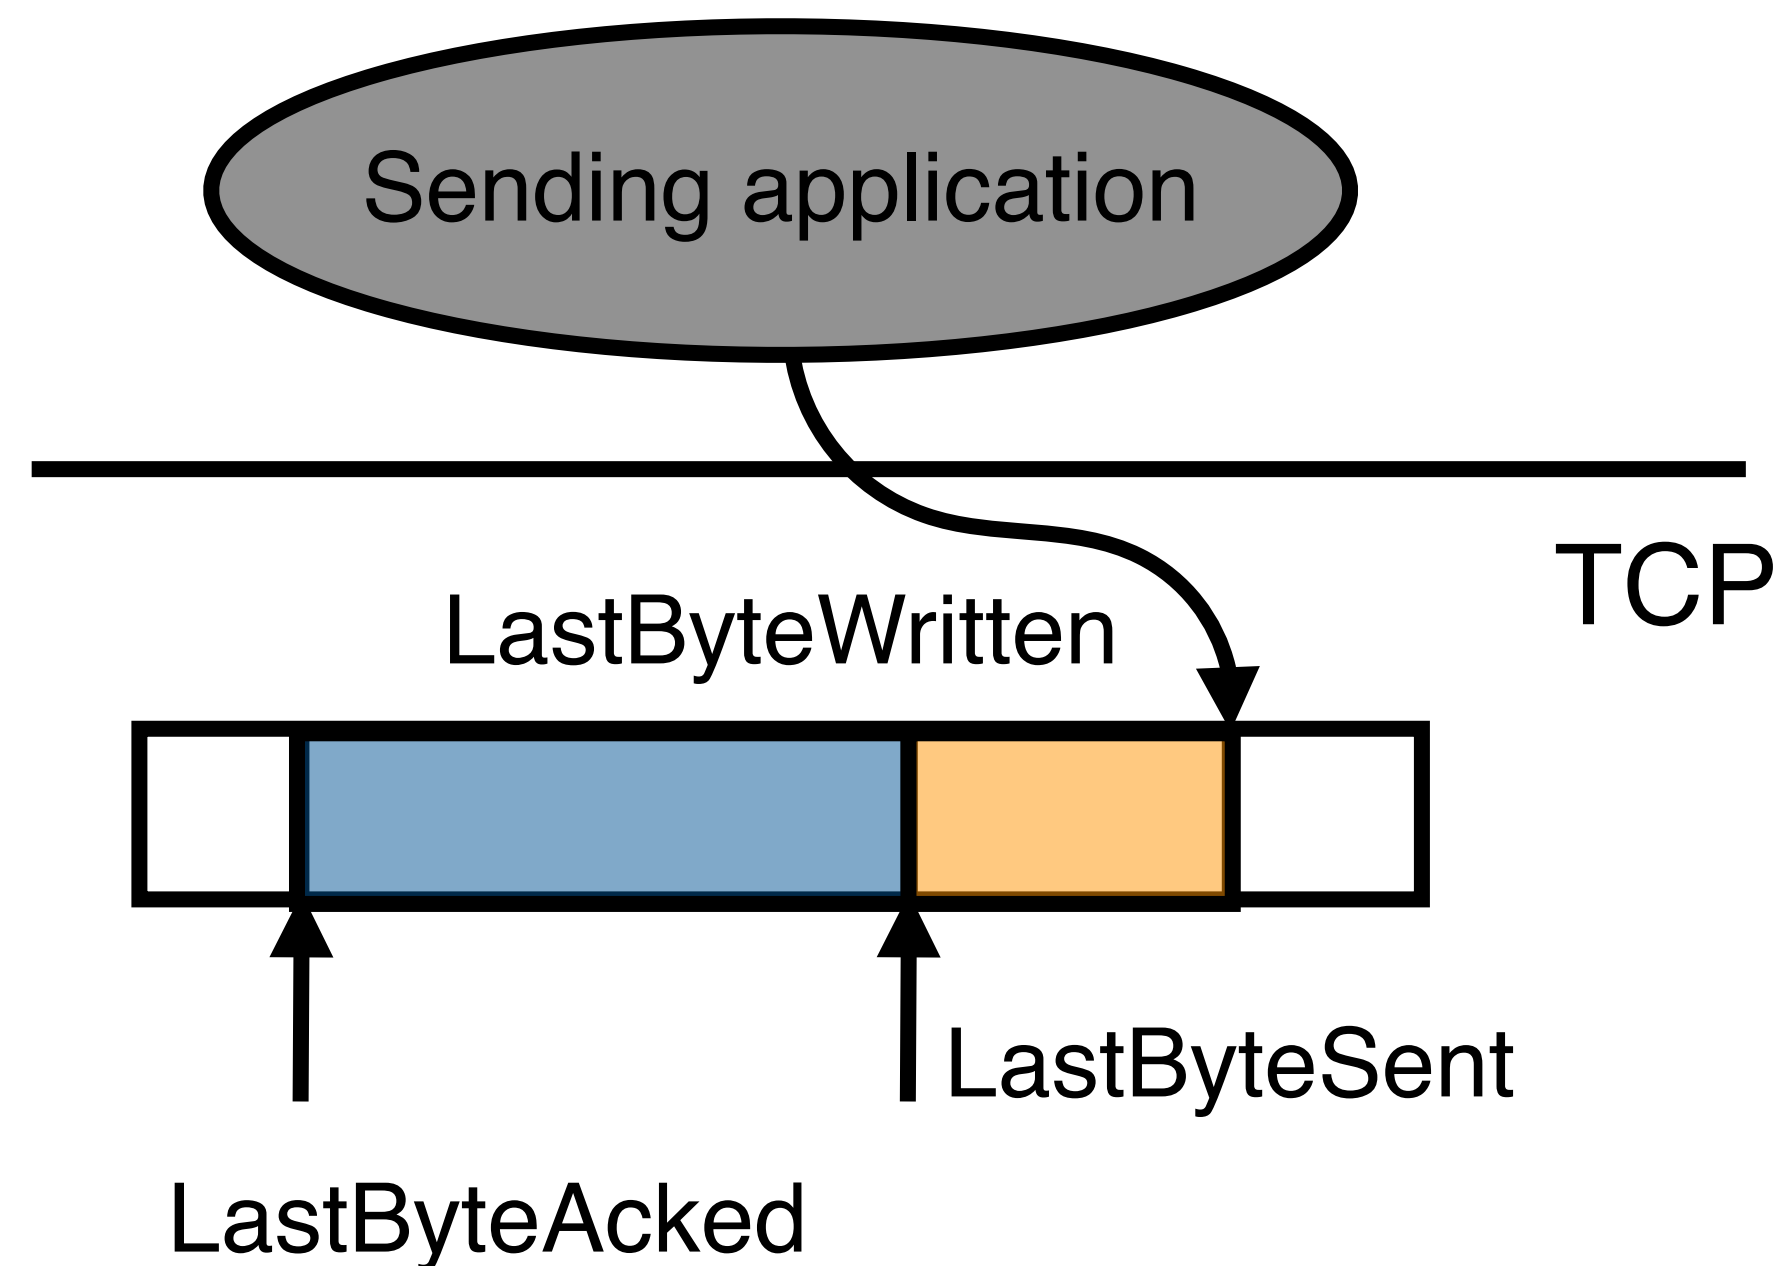 Sending application
TCP
LastByteWritten
LastByteSent
LastByteAcked